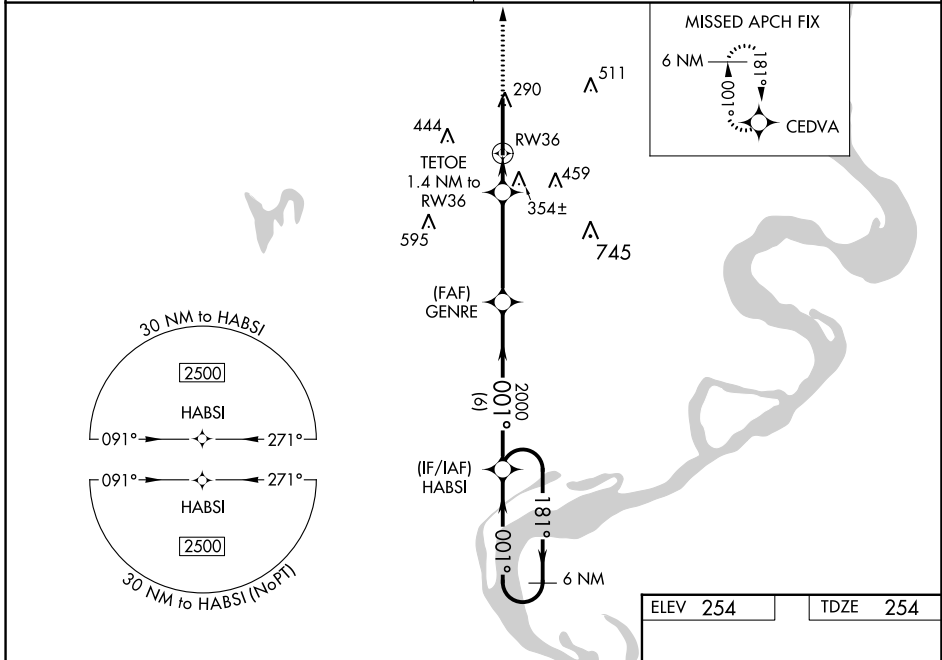 MISSED APCH FIX
6 NM
181°
001°
CEDVA
511
290
444
RW36
TETOE
1.4 NM to
RW36
459
354±
595
745
(FAF)
GENRE
2000
001°
(6)
(IF/IAF)
HABSI
181°
001°
6 NM
30 NM to HABSI
2500
HABSI
091°
271°
091°
271°
HABSI
2500
30 NM to HABSI (NoPT)
ELEV 254
TDZE 254